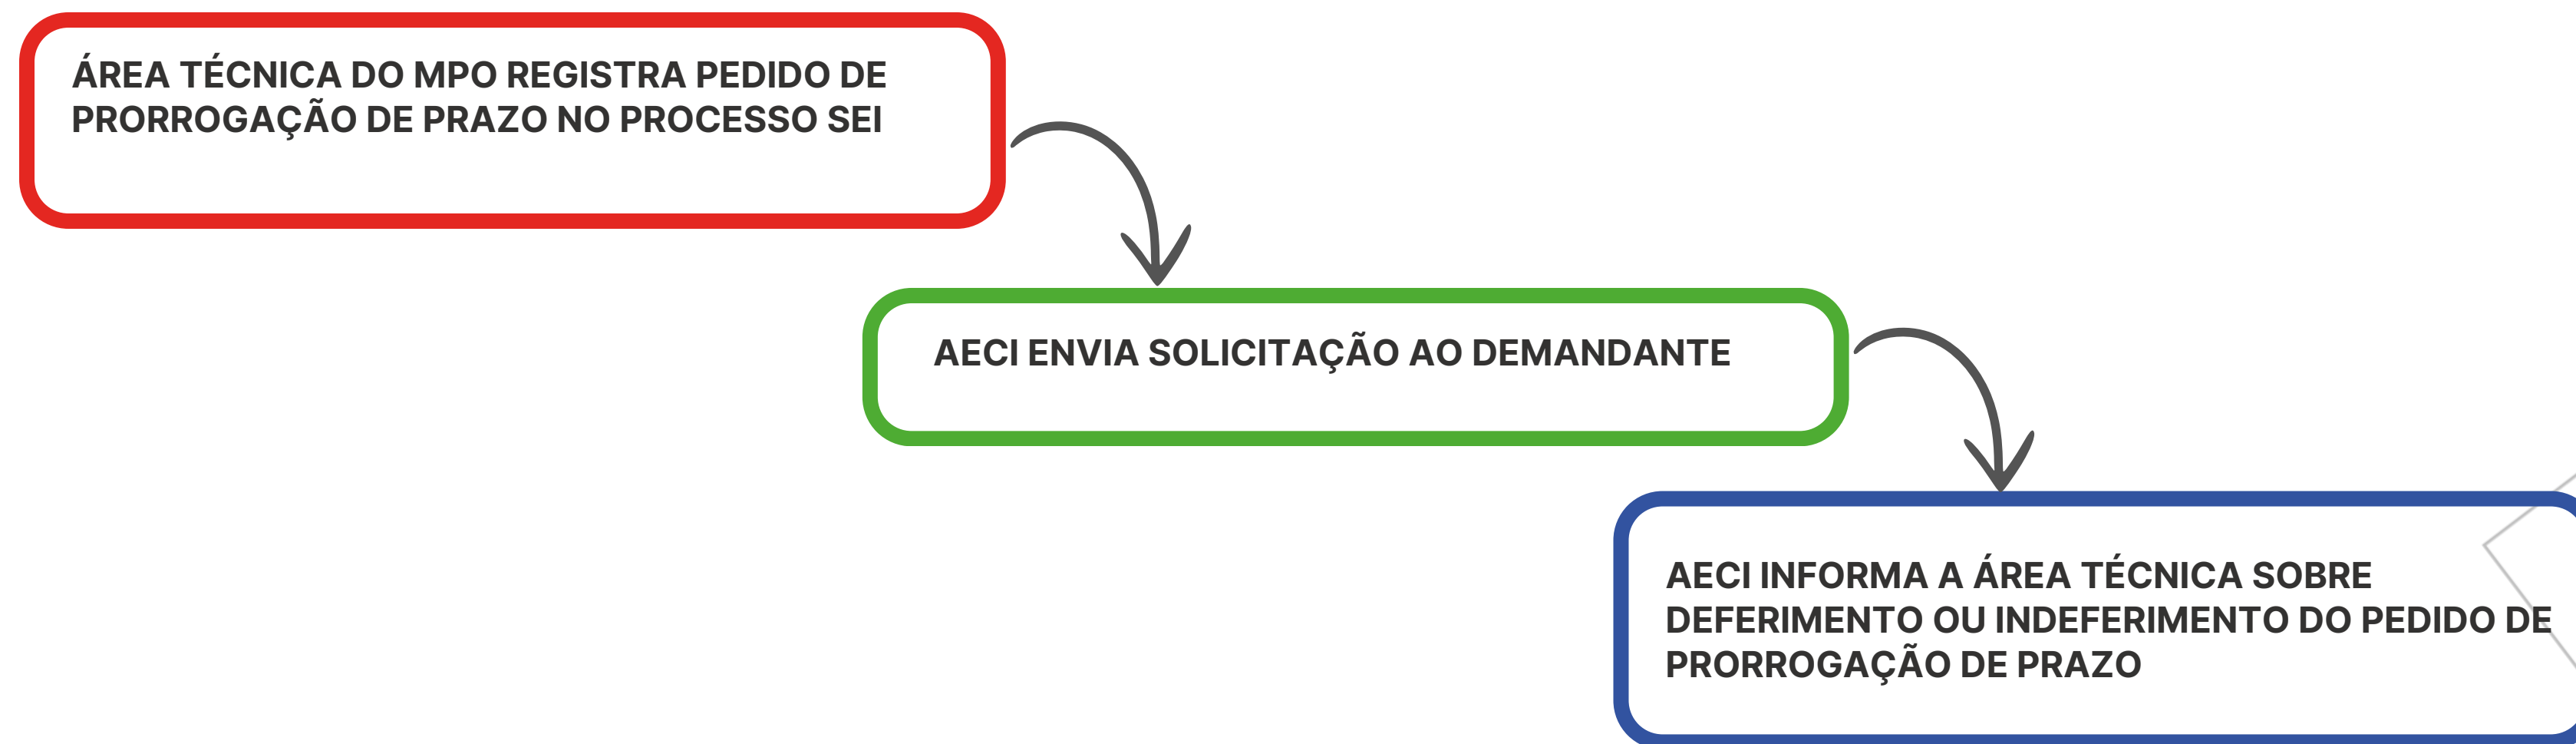 ÁREA TÉCNICA DO MPO REGISTRA PEDIDO DE
PRORROGAÇÃO DE PRAZO NO PROCESSO SEI
AECI ENVIA SOLICITAÇÃO AO DEMANDANTE
AECI INFORMA A ÁREA TÉCNICA SOBRE
DEFERIMENTO OU INDEFERIMENTO DO PEDIDO DE
PRORROGAÇÃO DE PRAZO